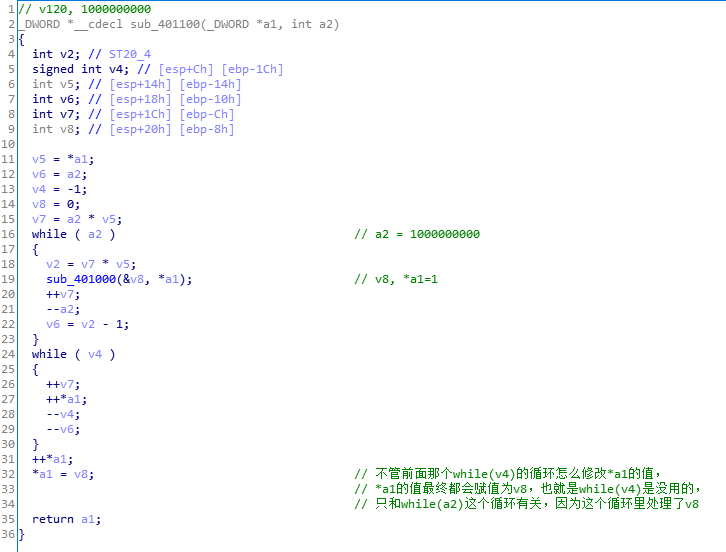 1 // v120, 1000000000
2 _DWORD *__cdecl sub_401100(_DWORD *a1, int a2)
3 {
4 int v2; // ST20_4
5 signed int v4; // [esp+Ch] [ebp-1Ch]
6 int v5; // [esp+14h] [ebp-14h]
7 int v6; // [esp+18h] [ebp-10h]
8 int v7; // [esp+1Ch] [ebp-Ch]
9 int v8; // [esp+20h] [ebp-8h]
10
11 v5 = *a1;
12 v6 = a2;
13 v4 = -1;
14 v8 = 0;
15 v7 = a2 * v5;
16 while ( a2 ) // a2 = 1000000000
17 {
18 v2 = v7 * v5;
19 sub_401000(&v8, *a1); // v8, *a1=1
20 ++v7;
21 --a2;
22 v6 = v2 - 1;
23 }
24 while ( v4 )
25 {
26 ++v7;
27 ++*a1;
28 --v4;
29 --v6;
30 }
31 ++*a1;
32 *a1 = v8; // 不管前面那个while(v4)的循环怎么修改*a1的值，
33 // *a1的值最终都会赋值为v8，也就是while(v4)是没用的，
34 // 只和while(a2)这个循环有关，因为这个循环里处理了v8
35 return a1;
36 }